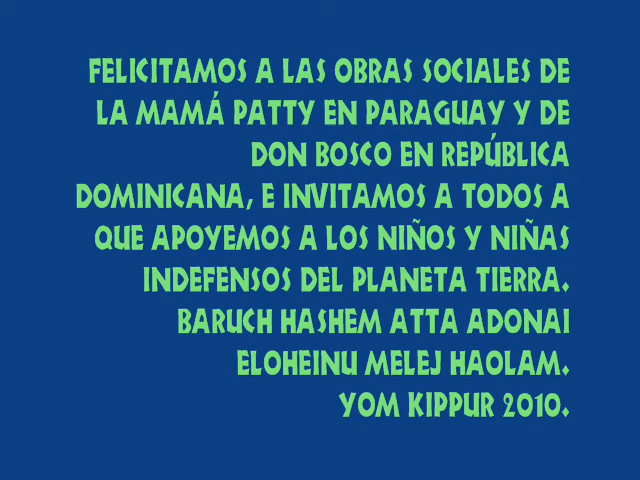 FELICITAMOS A LAS OBRAS SOCIALES DE
LA MAMÁ PATTY EN PARAGUAY Y DE
DON BOSCO EN REPÚBLICA
DOMINICANA, E INVITAMOS A TODOS A
QUE APOYEMOS A LOS NIÑOS Y NIÑAS
INDEFENSOS DEL PLANETA TIERRA.
BARUCH HASHEM ATTA ADONAI
ELOHEINU MELEJ HAOLAM.
YOM KIPPUR 2010.